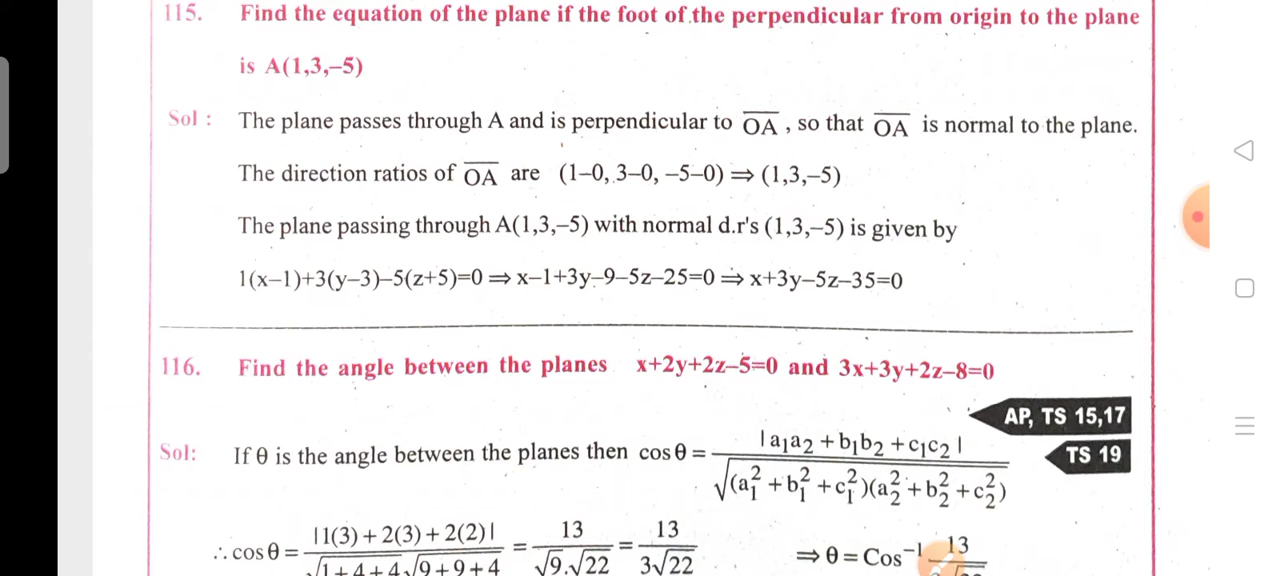 115. Find the equation of the plane if the foot of the perpendicular from origin to the plane
is A(1,3,–5)
Sol : The plane passes through A and is perpendicular to \overline{OA} , so that \overline{OA} is normal to the plane.
The direction ratios of \overline{OA} are (1–0, 3–0, –5–0) ⇒ (1,3,–5)
The plane passing through A(1,3,–5) with normal d.r's (1,3,–5) is given by
1(x–1)+3(y–3)–5(z+5)=0 ⇒ x–1+3y–9–5z–25=0 ⇒ x+3y–5z–35=0
116. Find the angle between the planes x+2y+2z–5=0 and 3x+3y+2z–8=0
AP, TS 15,17
Sol: If θ is the angle between the planes then cos θ = |a₁a₂ + b₁b₂ + c₁c₂| / √(a₁² + b₁² + c₁²)(a₂² + b₂² + c₂²)
TS 19
∴ cos θ = |1(3) + 2(3) + 2(2)| / √1+4+4 √9+9+4 = 13 / √9.√22 = 13 / 3√22 ⇒ θ = Cos⁻¹ 13